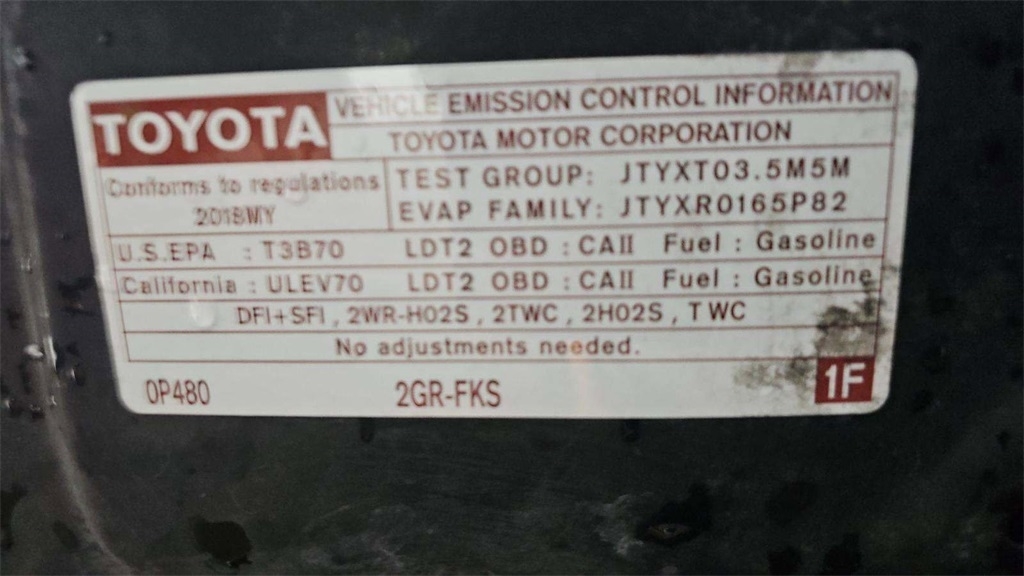 TOYOTA
VEHICLE EMISSION CONTROL INFORMATION
TOYOTA MOTOR CORPORATION
Conforms to regulations
2018MY
TEST GROUP: JTYXT03.5M5M
EVAP FAMILY: JTYXR0165P82
U.S.EPA : T3B70 LDT2 OBD : CAII Fuel : Gasoline
California : ULEV70 LDT2 OBD : CAII Fuel : Gasoline
DFI+SFI, 2WR-HO2S, 2TWC, 2HO2S, TWC
No adjustments needed.
0P480 2GR-FKS 1F